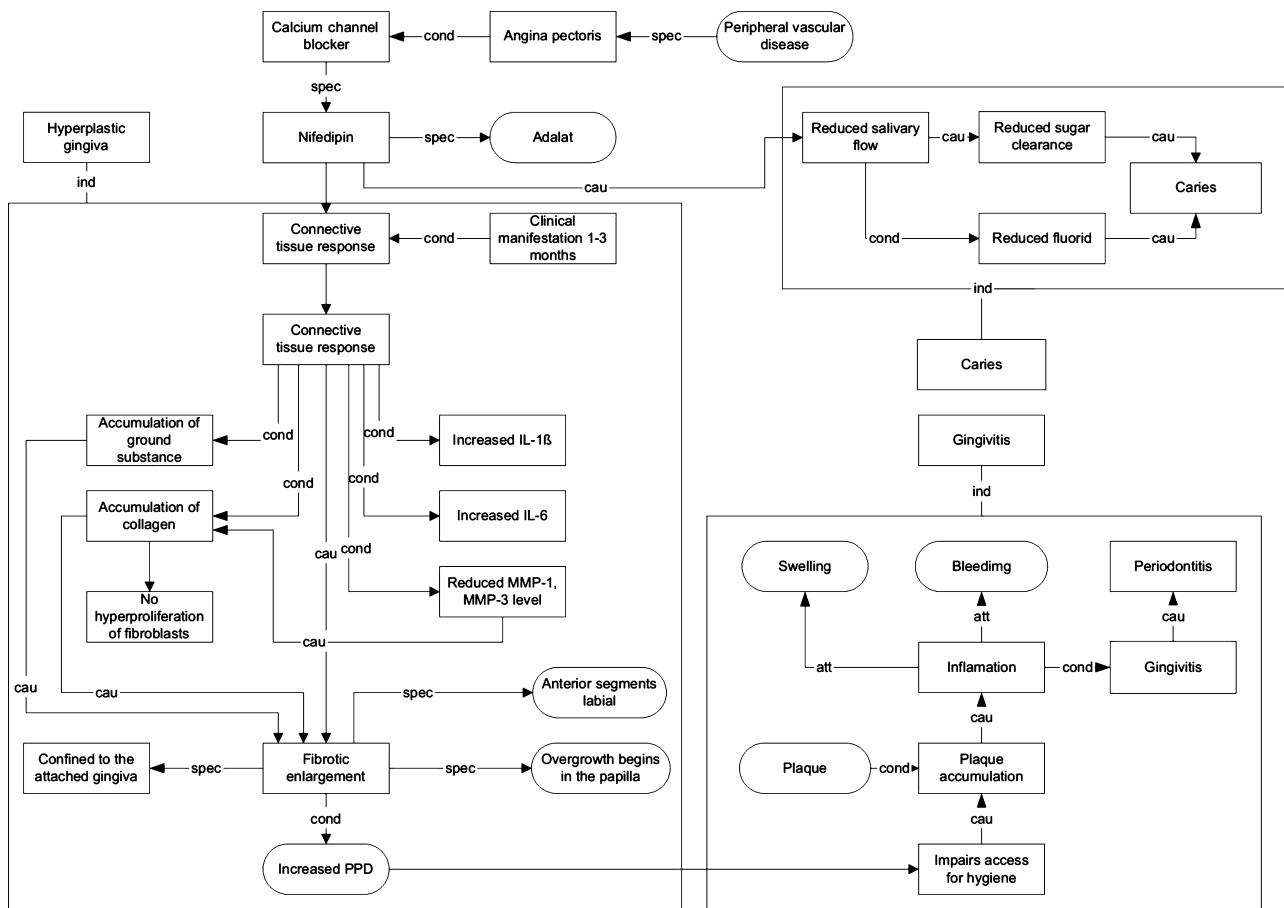 Calcium channel
blocker
cond
Angina pectoris
spec
Peripheral vascular
disease
spec
Hyperplastic
gingiva
Nifedipin
spec
Adalat
Reduced salivary
flow
cau
Reduced sugar
clearance
cau
ind
cau
Caries
Connective
tissue response
cond
Clinical
manifestation 1-3
months
cond
Reduced fluorid
cau
ind
Connective
tissue response
Caries
Accumulation of
ground
substance
cond
cond
Increased IL-1ß
Gingivitis
cond
cond
ind
Accumulation of
collagen
Increased IL-6
cau
cond
Swelling
Bleedimg
Periodontitis
No
hyperproliferation
of fibroblasts
Reduced MMP-1,
MMP-3 level
att
cau
cau
att
Inflamation
cond
Gingivitis
cau
cau
spec
Anterior segments
labial
cau
Confined to the
attached gingiva
spec
Fibrotic
enlargement
spec
Overgrowth begins
in the papilla
Plaque
cond
Plaque
accumulation
cond
cau
Increased PPD
Impairs access
for hygiene